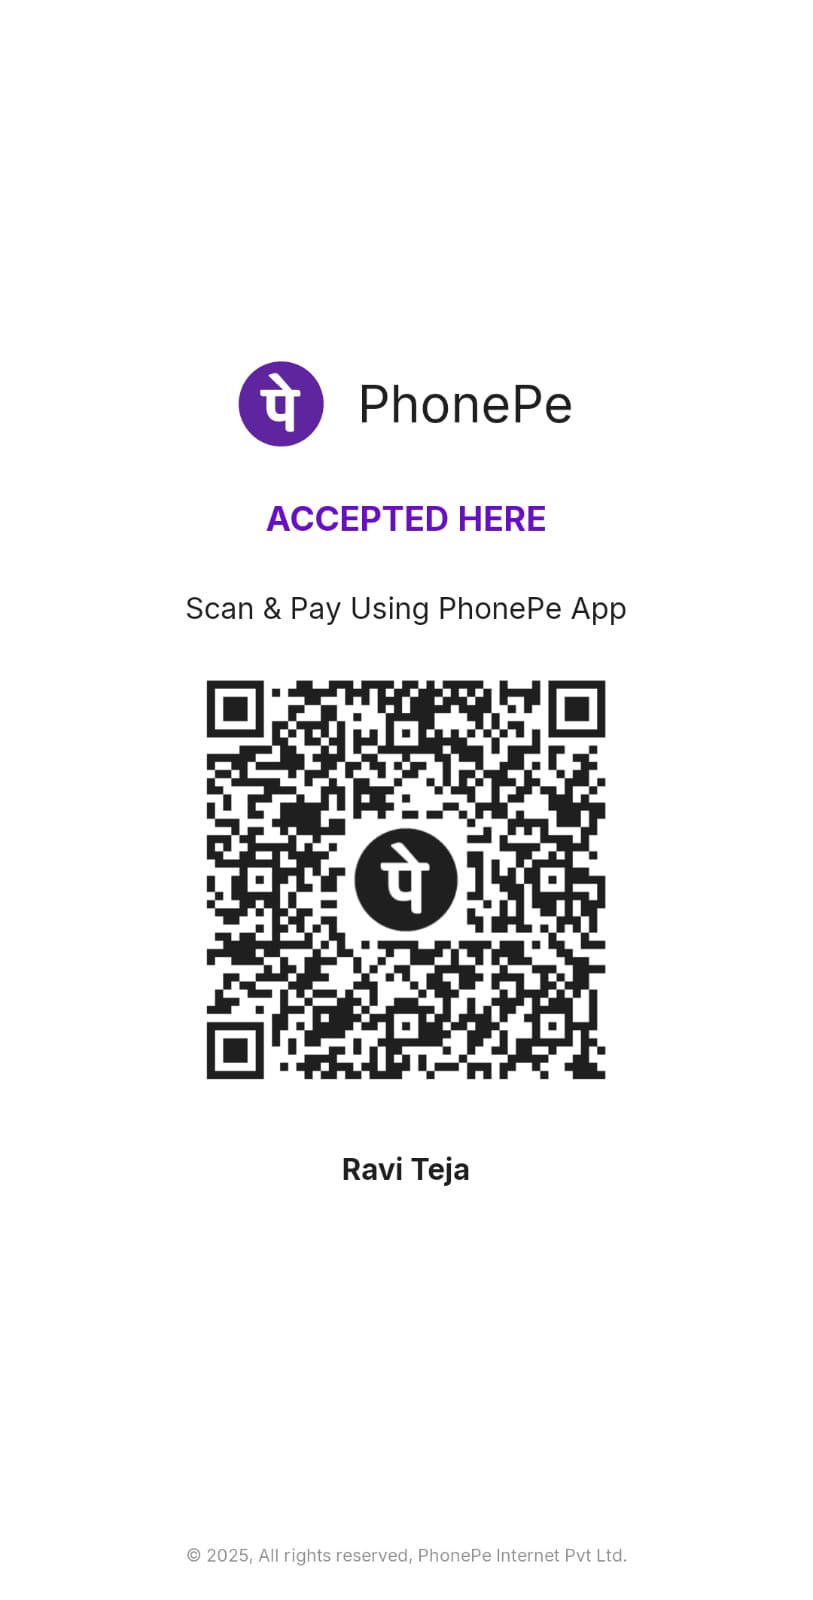 पे PhonePe
ACCEPTED HERE
Scan & Pay Using PhonePe App
पे
Ravi Teja
© 2025, All rights reserved, PhonePe Internet Pvt Ltd.